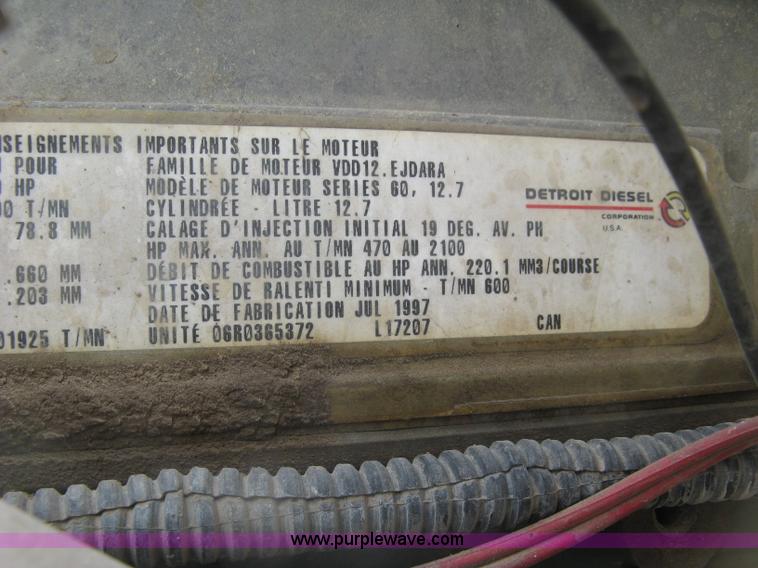 NSEIGNEMENTS IMPORTANTS SUR LE MOTEUR
POUR FAMILLE DE MOTEUR VDD12.EJDARA
HP MODÈLE DE MOTEUR SERIES 60, 12.7
T/MN CYLINDRÉE - LITRE 12.7
78.8 MM CALAGE D'INJECTION INITIAL 19 DEG. AV. PH
HP MAX. ANN. AU T/MN 470 AU 2100
.660 MM DÉBIT DE COMBUSTIBLE AU HP ANN. 220.1 MM3/COURSE
.203 MM VITESSE DE RALENTI MINIMUM - T/MN 600
DATE DE FABRICATION JUL 1997
01925 T/MN UNITÉ 06R0365372 L17207 CAN
DETROIT DIESEL
CORPORATION
U.S.A.
www.purplewave.com